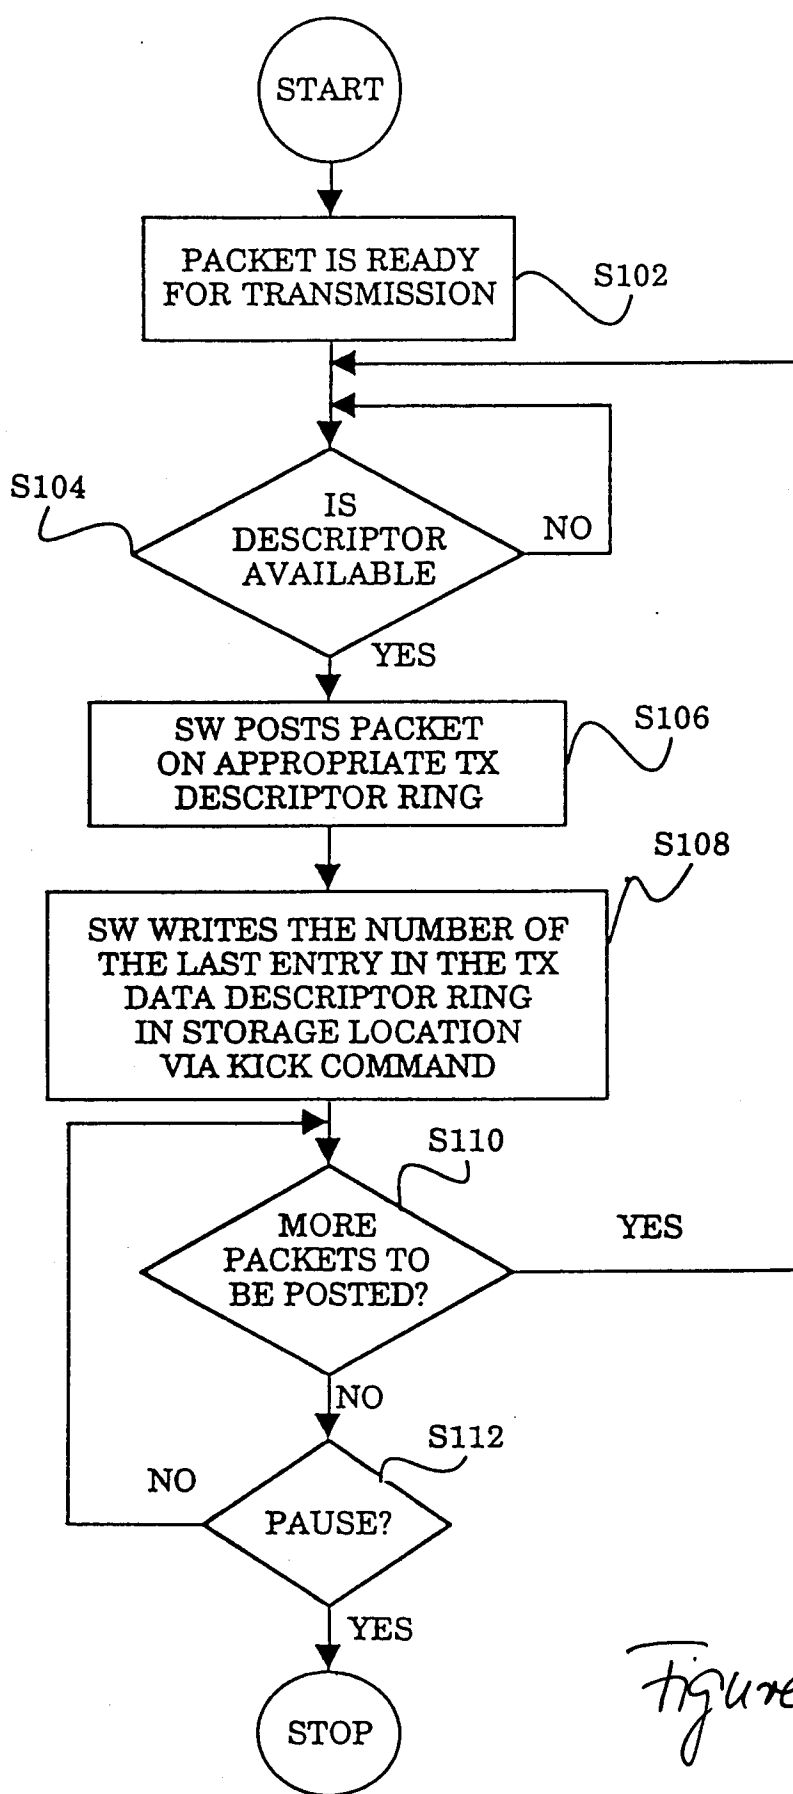 START
PACKET IS READY
FOR TRANSMISSION
S102
S104
IS
DESCRIPTOR
AVAILABLE
NO
YES
SW POSTS PACKET
ON APPROPRIATE TX
DESCRIPTOR RING
S106
S108
SW WRITES THE NUMBER OF
THE LAST ENTRY IN THE TX
DATA DESCRIPTOR RING
IN STORAGE LOCATION
VIA KICK COMMAND
S110
MORE
PACKETS TO
BE POSTED?
YES
NO
S112
NO
PAUSE?
YES
STOP
Figure